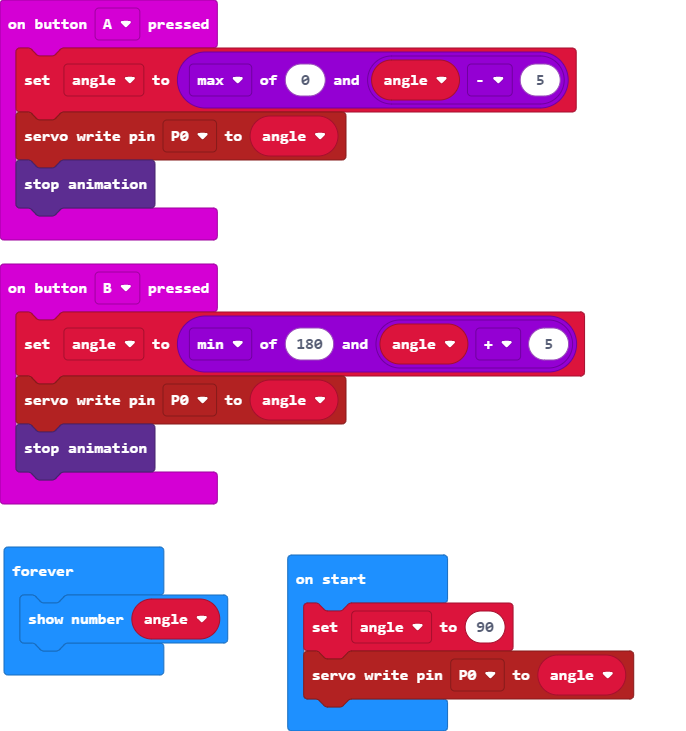 on button A pressed
set angle to max of 0 and angle - 5
servo write pin P0 to angle
stop animation
on button B pressed
set angle to min of 180 and angle + 5
servo write pin P0 to angle
stop animation
forever
show number angle
on start
set angle to 90
servo write pin P0 to angle